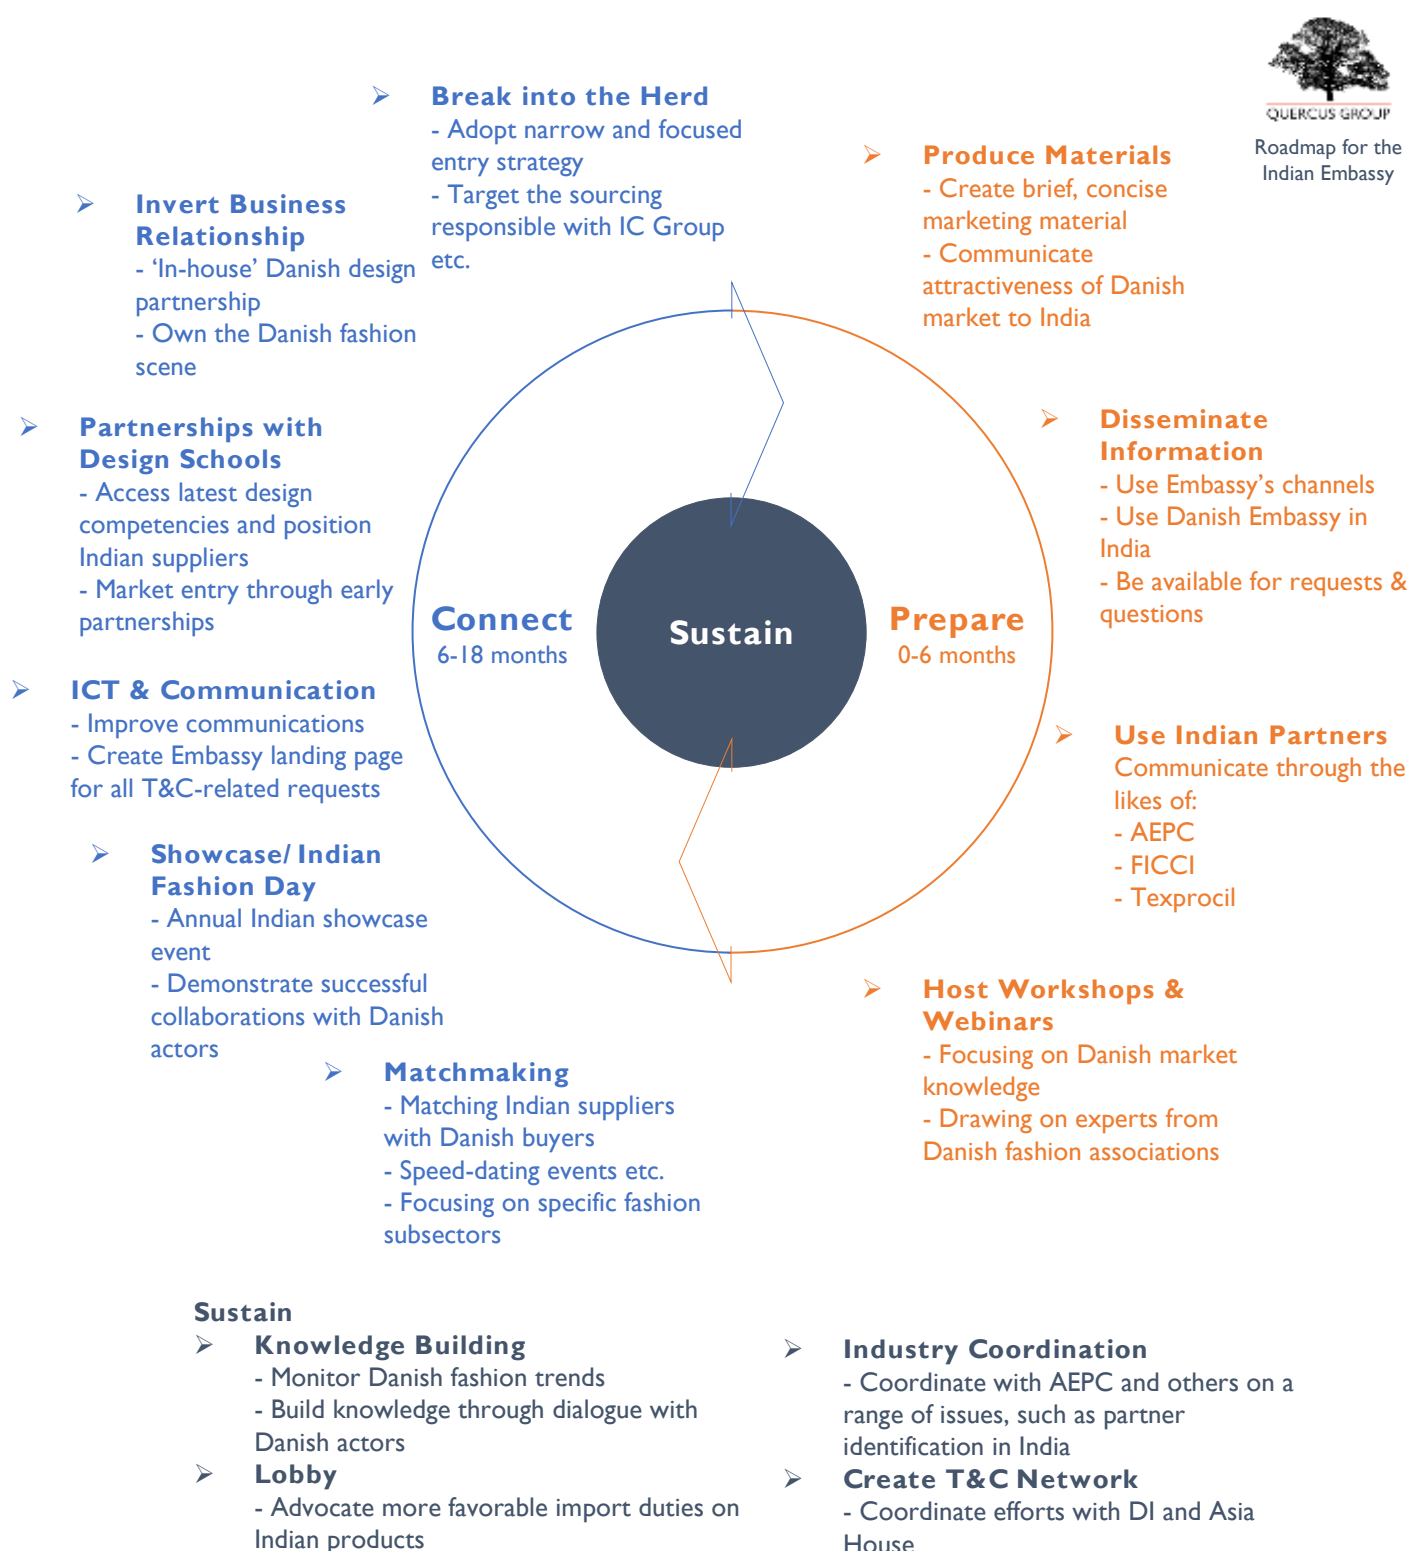 QUERCUS GROUP
Roadmap for the
Indian Embassy
➢ Break into the Herd
- Adopt narrow and focused
entry strategy
- Target the sourcing
responsible with IC Group
etc.
➢ Produce Materials
- Create brief, concise
marketing material
- Communicate
attractiveness of Danish
market to India
➢ Invert Business
Relationship
- ‘In-house’ Danish design
partnership
- Own the Danish fashion
scene
➢ Disseminate
Information
- Use Embassy’s channels
- Use Danish Embassy in
India
- Be available for requests &
questions
➢ Partnerships with
Design Schools
- Access latest design
competencies and position
Indian suppliers
- Market entry through early
partnerships
Connect
6-18 months
Sustain
Prepare
0-6 months
➢ ICT & Communication
- Improve communications
- Create Embassy landing page
for all T&C-related requests
➢ Use Indian Partners
Communicate through the
likes of:
- AEPC
- FICCI
- Texprocil
➢ Showcase/ Indian
Fashion Day
- Annual Indian showcase
event
- Demonstrate successful
collaborations with Danish
actors
➢ Host Workshops &
Webinars
- Focusing on Danish market
knowledge
- Drawing on experts from
Danish fashion associations
➢ Matchmaking
- Matching Indian suppliers
with Danish buyers
- Speed-dating events etc.
- Focusing on specific fashion
subsectors
Sustain
➢ Knowledge Building
- Monitor Danish fashion trends
- Build knowledge through dialogue with
Danish actors
➢ Lobby
- Advocate more favorable import duties on
Indian products
➢ Industry Coordination
- Coordinate with AEPC and others on a
range of issues, such as partner
identification in India
➢ Create T&C Network
- Coordinate efforts with DI and Asia
House